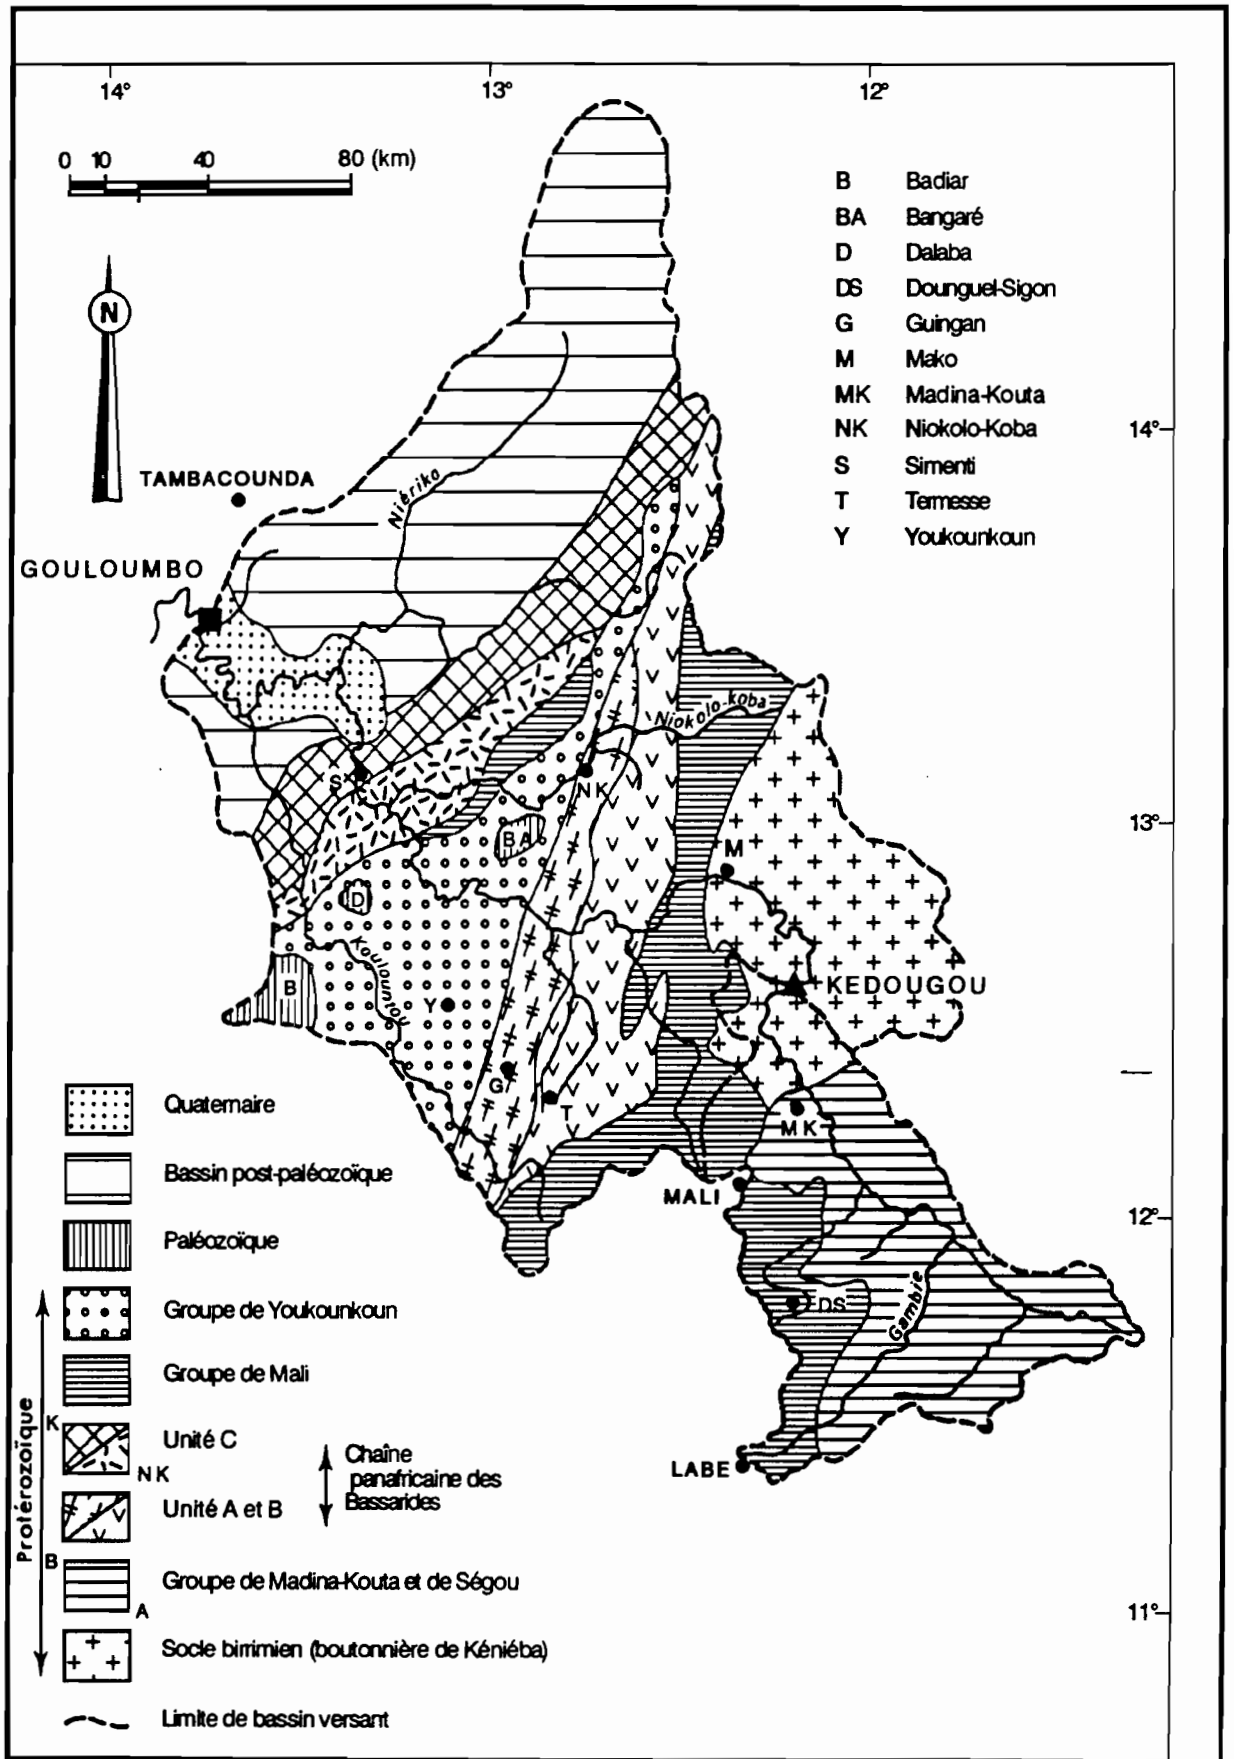 14°
13°
12°
0 10 40 80 (km)
N
B Badiar
BA Bangaré
D Dalaba
DS Dounguel-Sigon
G Guingan
M Mako
MK Madina-Kouta
NK Niokolo-Koba
S Simenti
T Termesse
Y Youkounkoun
14°
TAMBACOUNDA
Niériko
GOULOUMBO
Niokolo-koba
S
NK
13°
BA
M
D
Koulountou
B
Y
KEDOUGOU
G
T
MK
MALI
12°
DS
Gambie
LABE
11°
Quaternaire
Bassin post-paléozoïque
Paléozoïque
Groupe de Youkounkoun
Groupe de Mali
K
Unité C
NK
Chaîne
panafricaine des
Bassarides
Unité A et B
Protérozoïque
B
Groupe de Madina-Kouta et de Ségou
A
Socle birrimien (boutonnière de Kéniéba)
Limite de bassin versant